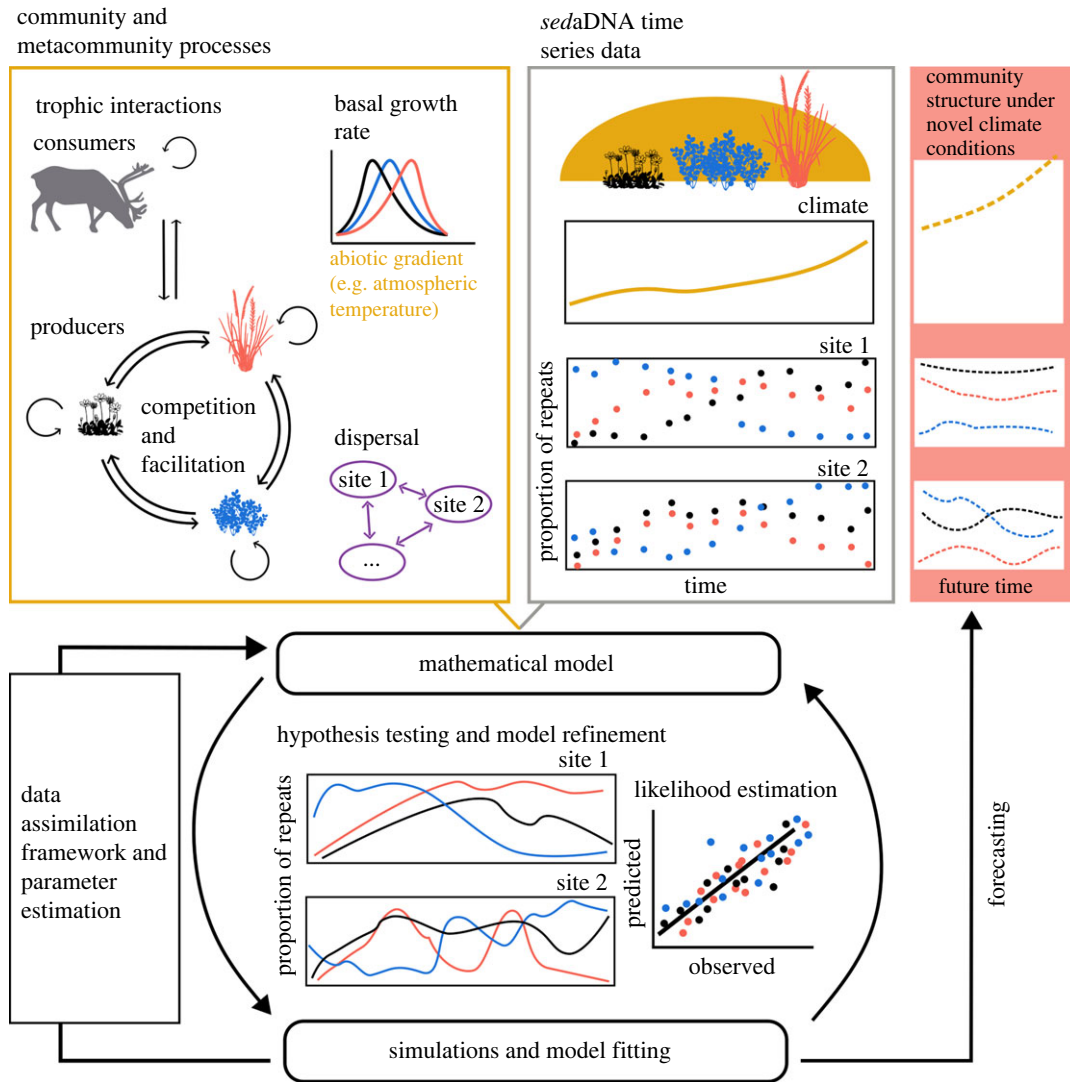 community and
metacommunity processes
trophic interactions
consumers
basal growth
rate
abiotic gradient
(e.g. atmospheric
temperature)
producers
competition
and
facilitation
dispersal
site 1
site 2
...
sedaDNA time
series data
climate
site 1
site 2
proportion of repeats
time
community
structure under
novel climate
conditions
future time
mathematical model
data
assimilation
framework and
parameter
estimation
hypothesis testing and model refinement
site 1
site 2
proportion of repeats
likelihood estimation
predicted
observed
forecasting
simulations and model fitting